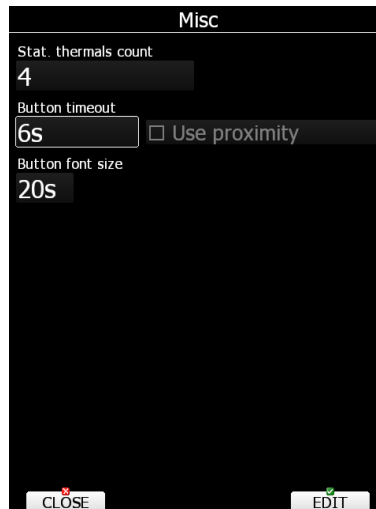 Misc
Stat. thermals count
4
Button timeout
6s
Use proximity
Button font size
20s
CLOSE
EDIT